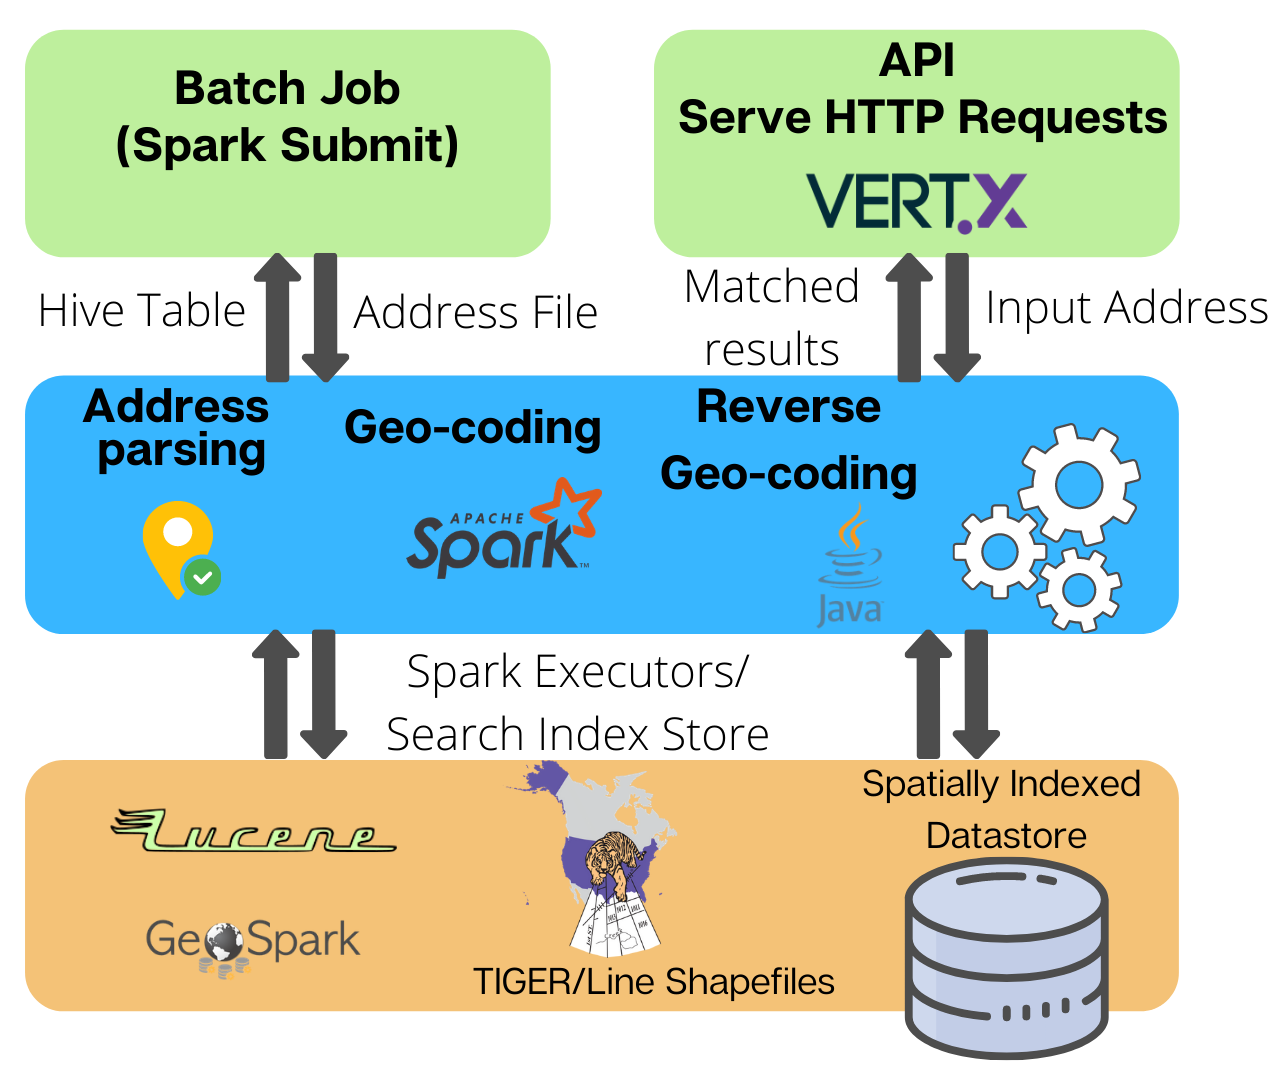 Batch Job
(Spark Submit)
API
Serve HTTP Requests
VERT.X
Hive Table
Address File
Matched
results
Input Address
Address
parsing
Geo-coding
APACHE
Spark™
Reverse
Geo-coding
Java
Spark Executors/
Search Index Store
Lucene
GeoSpark
TIGER/Line Shapefiles
Spatially Indexed
Datastore